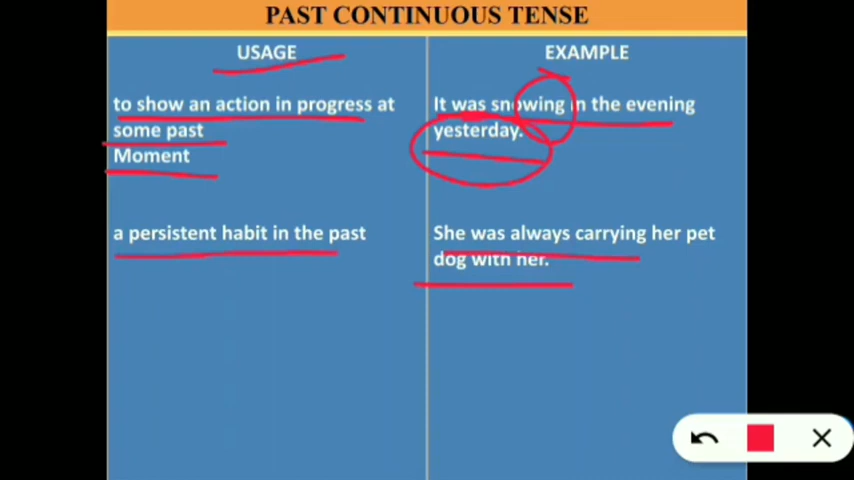 PAST CONTINUOUS TENSE
USAGE
EXAMPLE
to show an action in progress at
some past
Moment
It was snowing in the evening
yesterday.
a persistent habit in the past
She was always carrying her pet
dog with her.